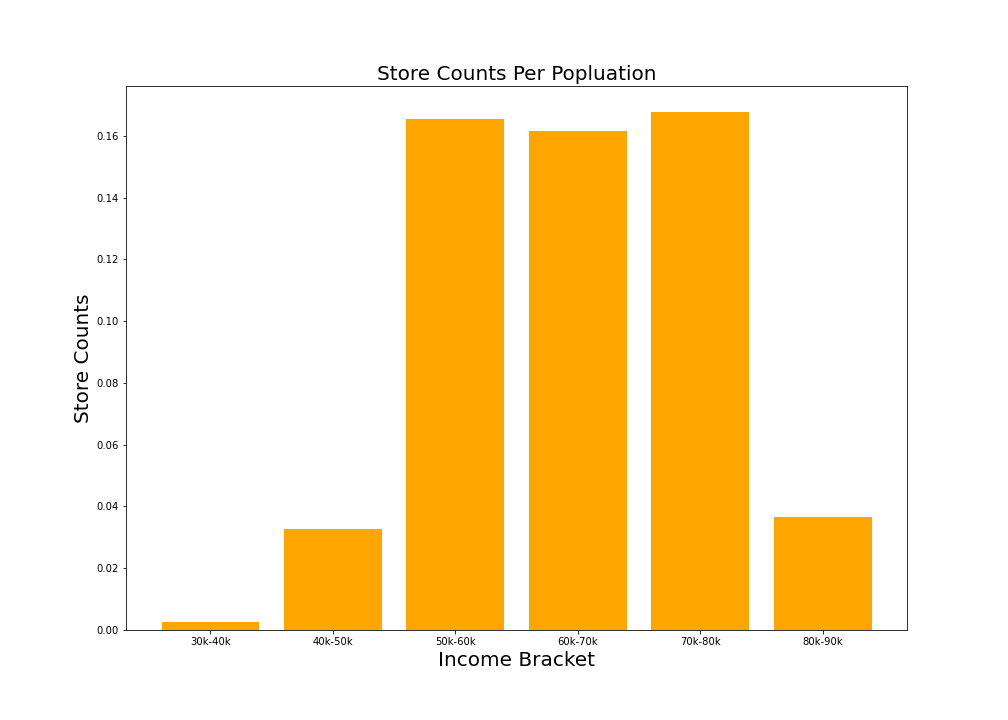 Store Counts Per Popluation
Store Counts
0.16
0.14
0.12
0.10
0.08
0.06
0.04
0.02
0.00
30k-40k 40k-50k 50k-60k 60k-70k 70k-80k 80k-90k
Income Bracket